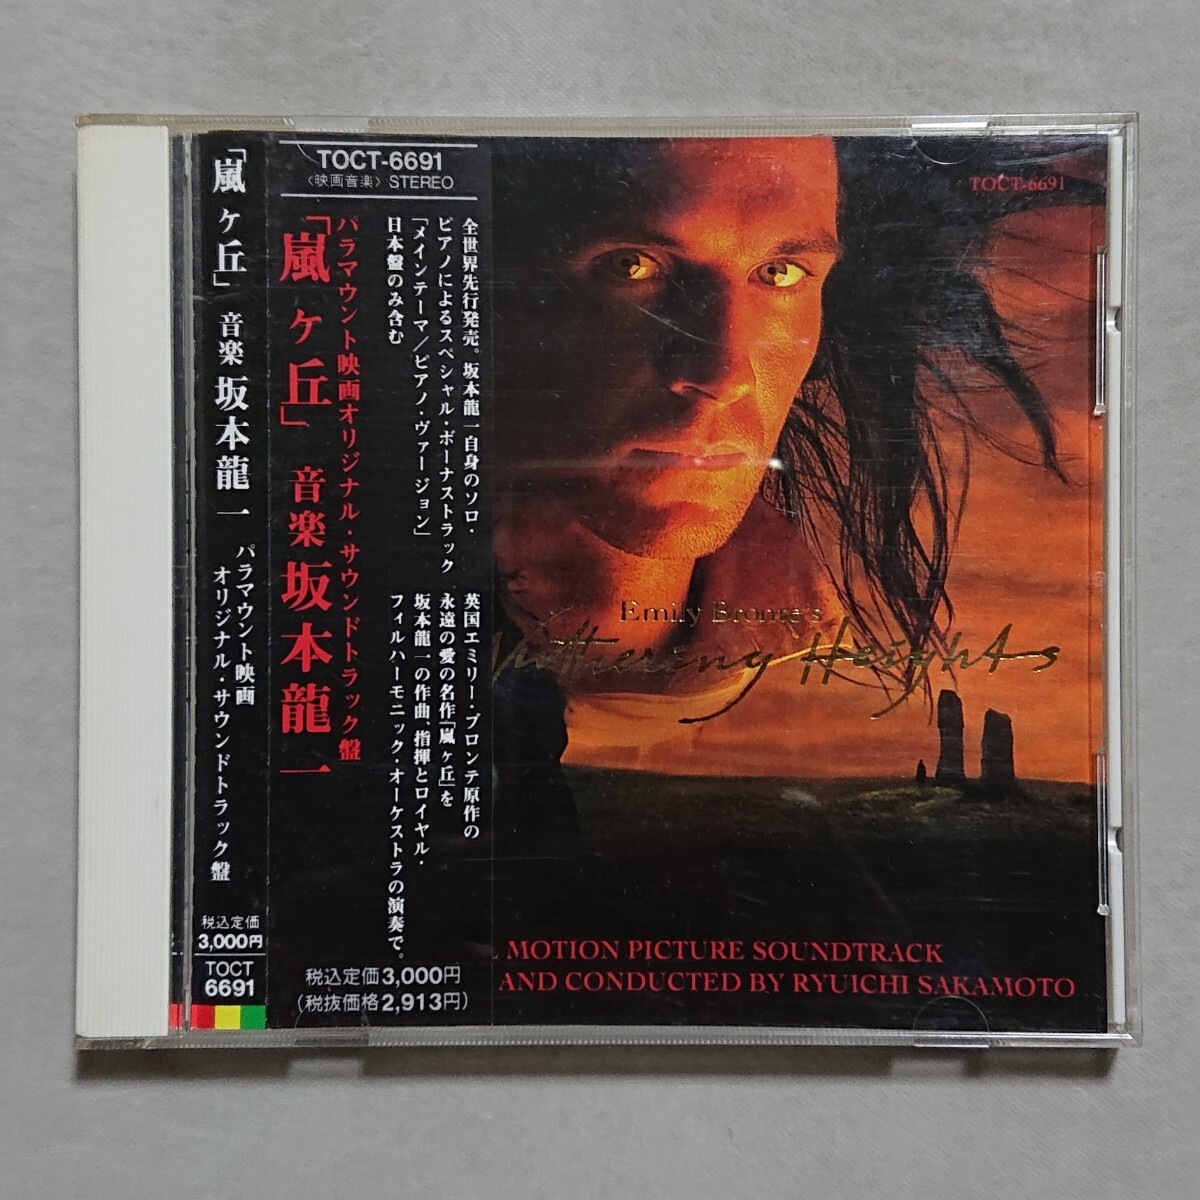 「嵐ヶ丘」 音楽 坂本龍一
パラマウント映画
オリジナル・サウンドトラック盤
税込定価
3,000円
TOCT
6691
TOCT-6691
〈映画音楽〉 STEREO
パラマウント映画オリジナル・サウンドトラック盤
「嵐ヶ丘」 音楽 坂本龍一
全世界先行発売。坂本龍一自身のソロ・
ピアノによるスペシャル・ボーナストラック
「メインテーマ/ピアノ・ヴァージョン」
日本盤のみ含む
英国エミリー・ブロンテ原作の
永遠の愛の名作「嵐ヶ丘」を
坂本龍一の作曲、指揮とロイヤル・
フィルハーモニック・オーケストラの演奏で。
税込定価3,000円
(税抜価格2,913円)
TOCT-6691
Emily Brontë's
Wuthering Heights
MOTION PICTURE SOUNDTRACK
AND CONDUCTED BY RYUICHI SAKAMOTO